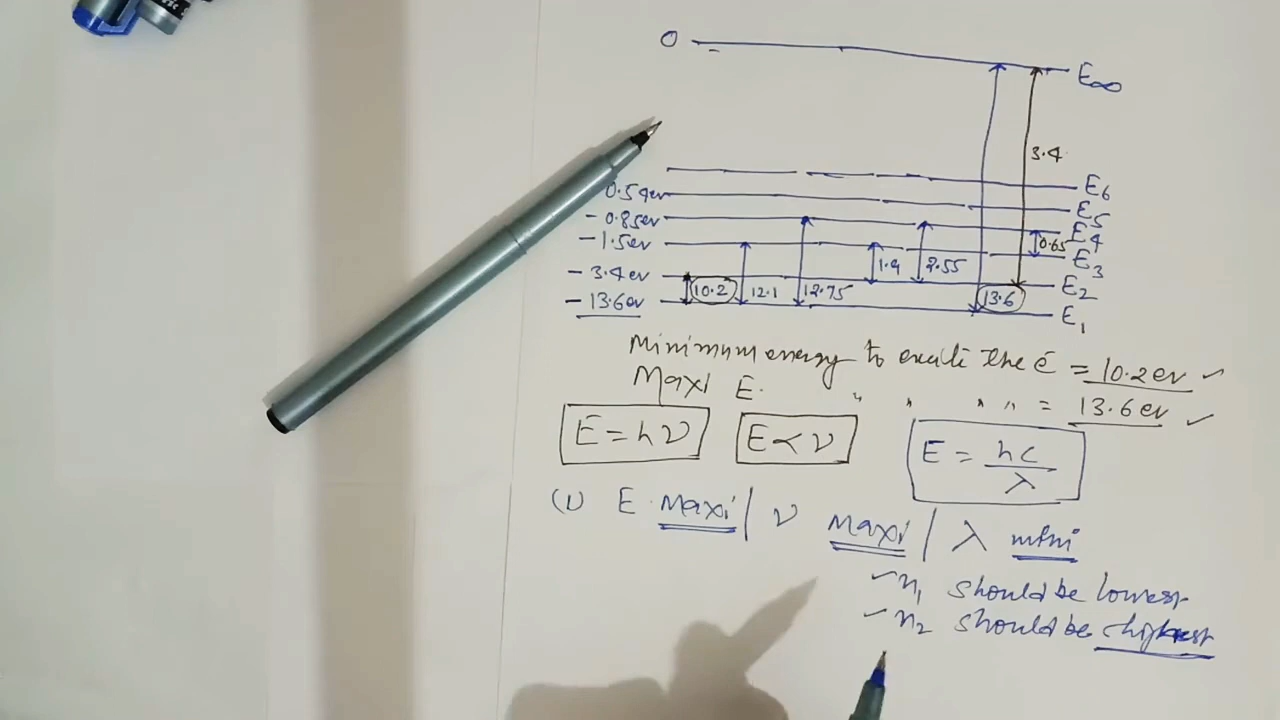 0 E∞
3.4
E6
0.54ev E5
- 0.85ev E4
- 1.5ev 0.65 E3
1.9 2.55
- 3.4ev E2
10.2 12.1 12.75 13.6
- 13.6ev E1
Minimum energy to excite the e = 10.2ev ✓
Maxi E. " " " " = 13.6ev ✓
E = hν E ∝ ν E = hc/λ
(1) E Maxi / ν Maxi / λ mini
✓ n1 should be lowest
✓ n2 should be highest